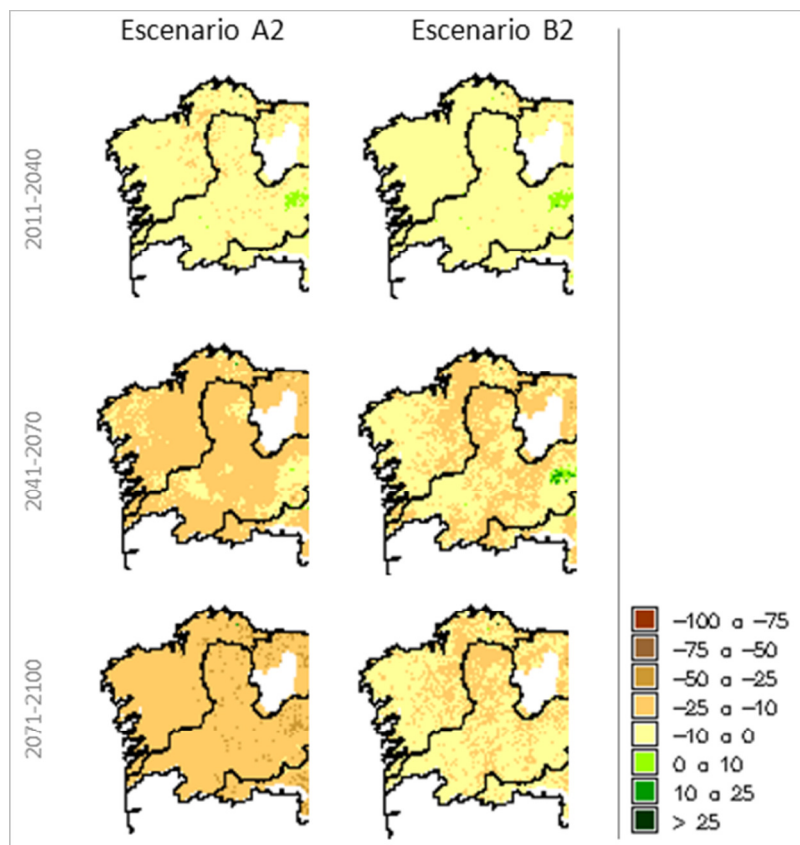 Escenario A2
Escenario B2
2011-2040
2041-2070
2071-2100
-100 a -75
-75 a -50
-50 a -25
-25 a -10
-10 a 0
0 a 10
10 a 25
> 25